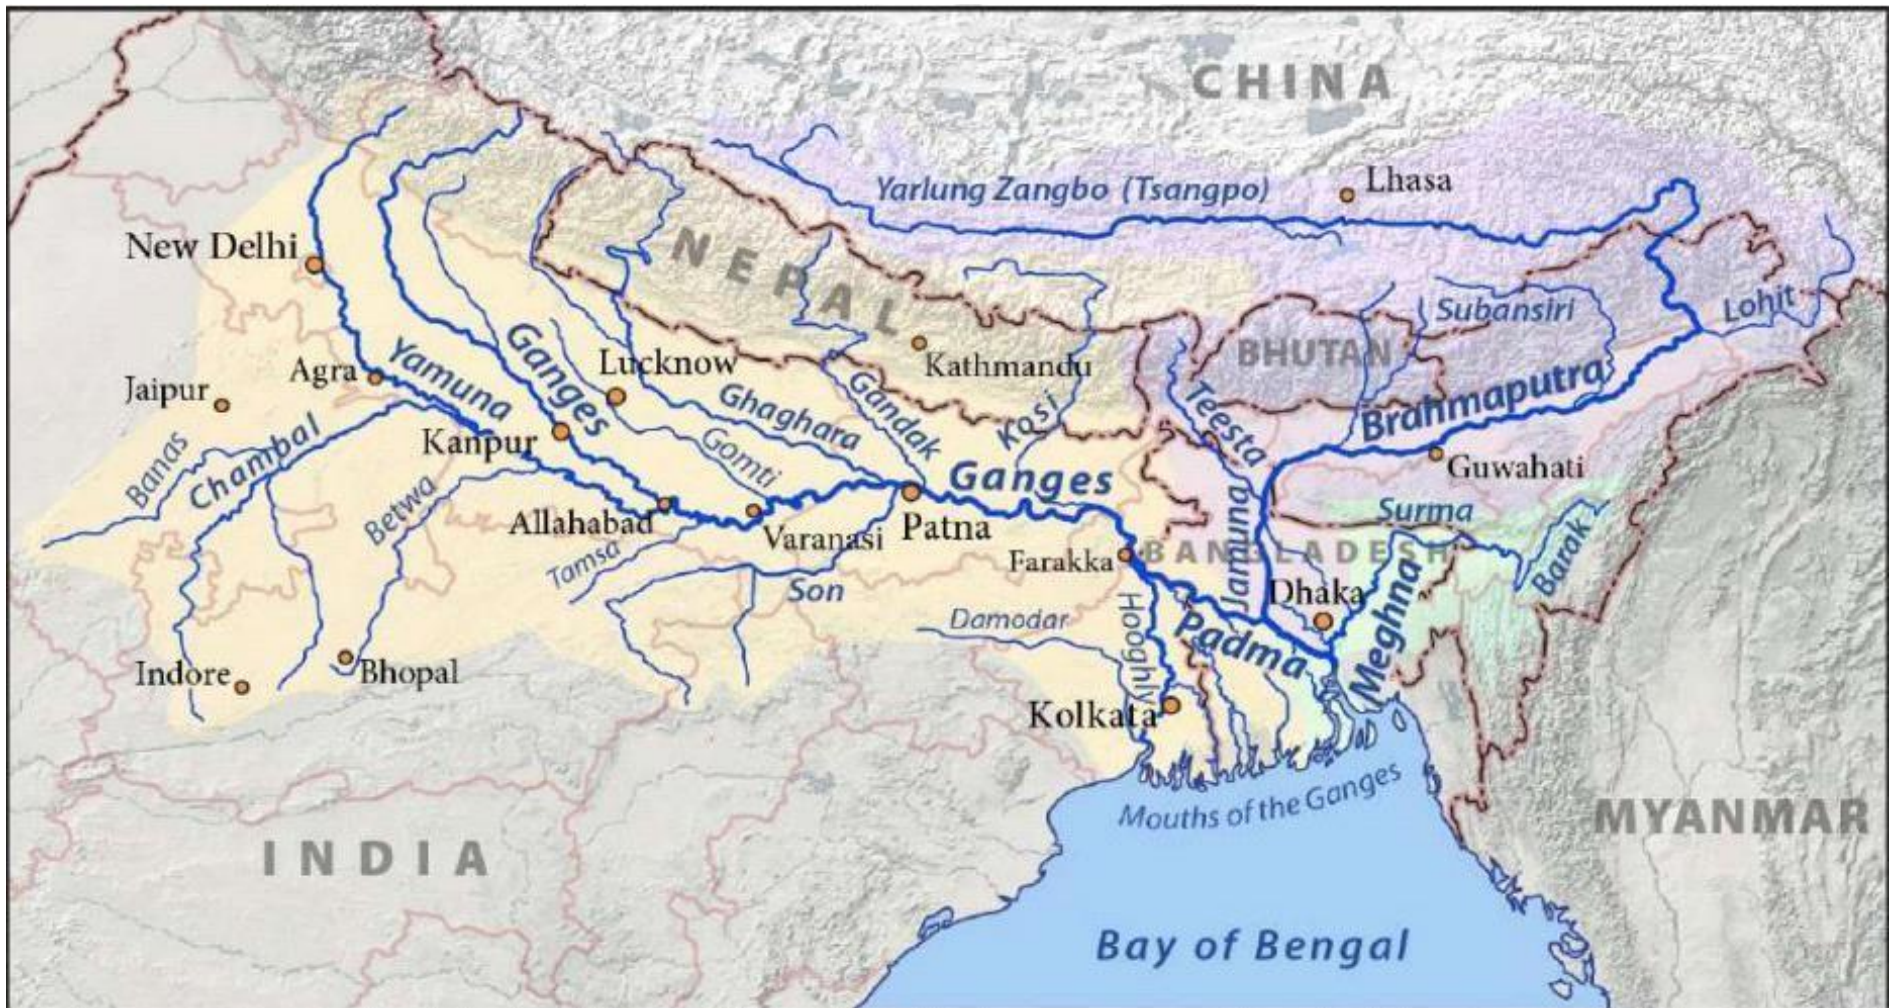 CHINA
Yarlung Zangbo (Tsangpo)
Lhasa
New Delhi
NEPAL
Subansiri
Lohit
Jaipur
Agra
Yamuna
Ganges
Lucknow
Kathmandu
BHUTAN
Brahmaputra
Teesta
Banas
Chambal
Kanpur
Ghaghara
Gandak
Kosi
Gomti
Ganges
Guwahati
Betwa
Allahabad
Varanasi
Patna
Surma
Jamuna
Tamsa
Son
Farakka
BANGLADESH
Barak
Dhaka
Damodar
Hooghly
Padma
Meghna
Indore
Bhopal
Kolkata
Mouths of the Ganges
INDIA
MYANMAR
Bay of Bengal